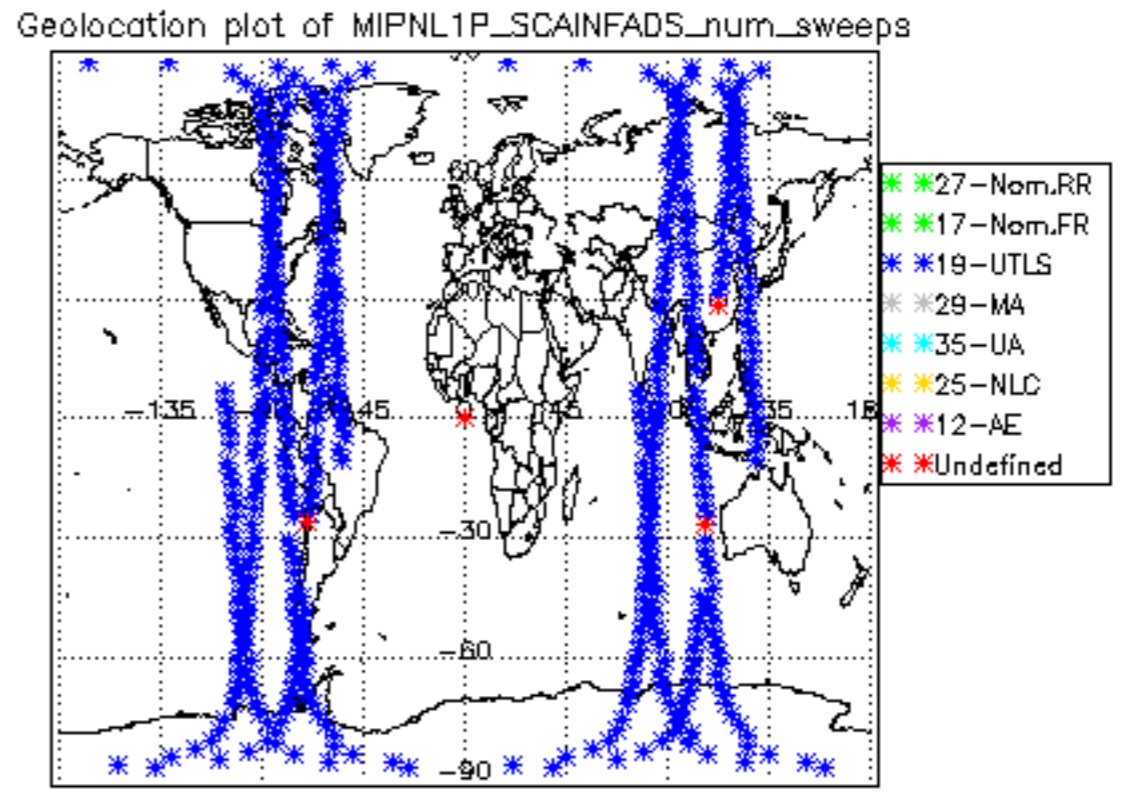 Geolocation plot of MIPNL1P_SCAINFADS_num_sweeps
60
-135
45
-30
-60
-90
27-Nom.RR
17-Nom.FR
19-UTLS
29-MA
35-UA
25-NLC
12-AE
Undefined